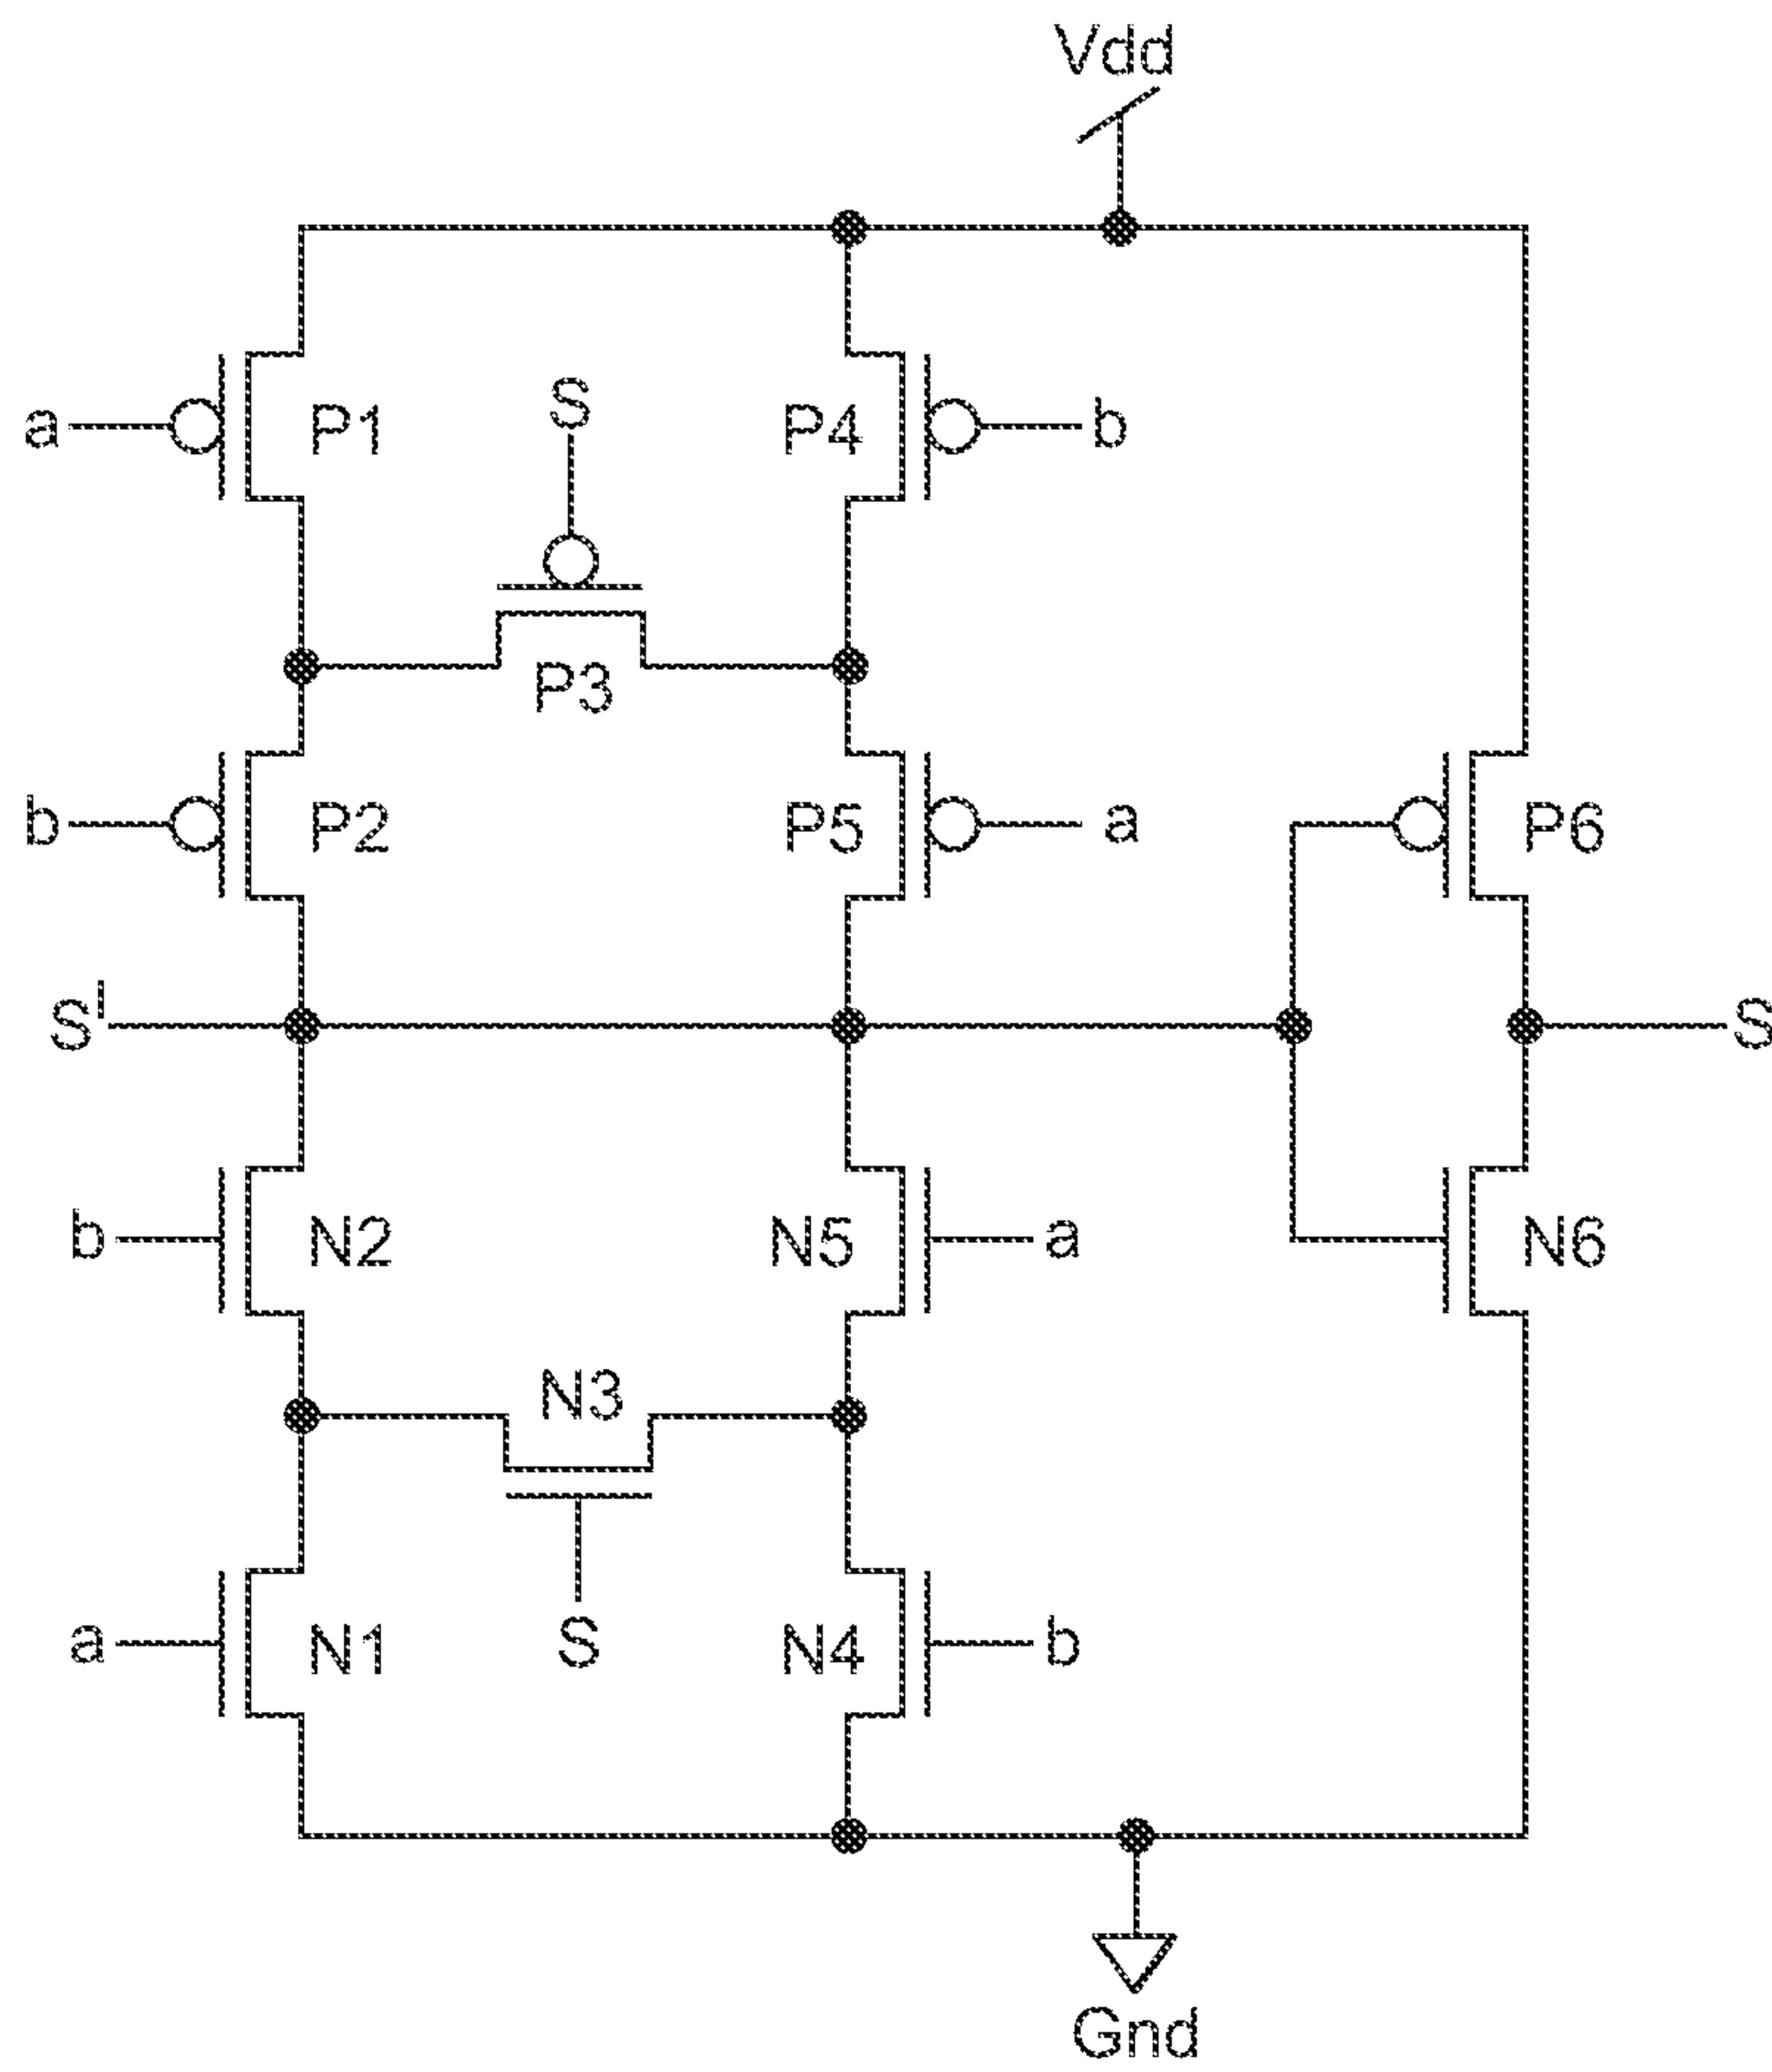 Vdd
S
a P1 P4 b
P3
b P2 P5 a P6
S' S
b N2 N5 a N6
N3
a N1 S N4 b
Gnd